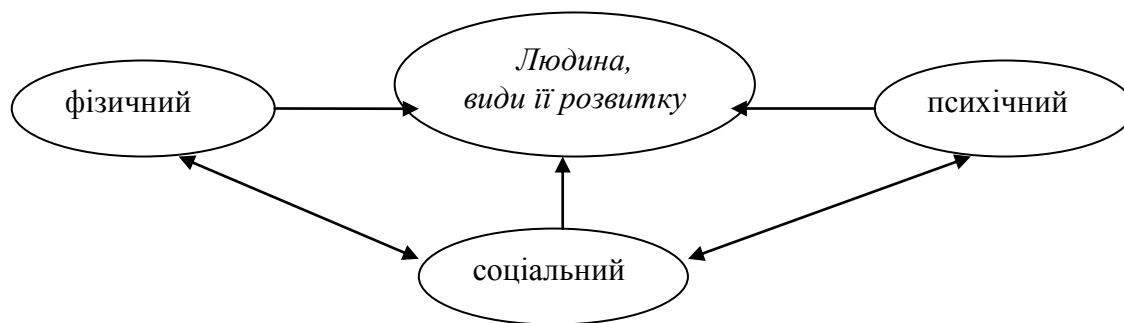 Людина,
види її розвитку
фізичний
психічний
соціальний